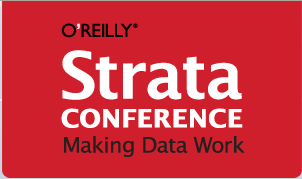 O'REILLY®
Strata
CONFERENCE
Making Data Work